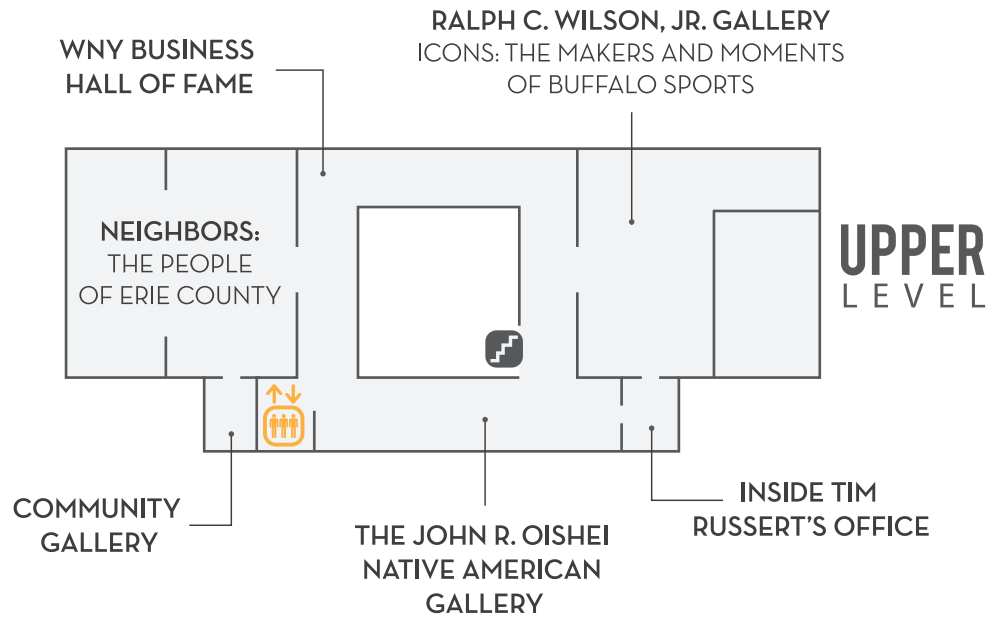 WNY BUSINESS
HALL OF FAME
RALPH C. WILSON, JR. GALLERY
ICONS: THE MAKERS AND MOMENTS
OF BUFFALO SPORTS
NEIGHBORS:
THE PEOPLE
OF ERIE COUNTY
UPPER
LEVEL
COMMUNITY
GALLERY
THE JOHN R. OISHEI
NATIVE AMERICAN
GALLERY
INSIDE TIM
RUSSERT'S OFFICE